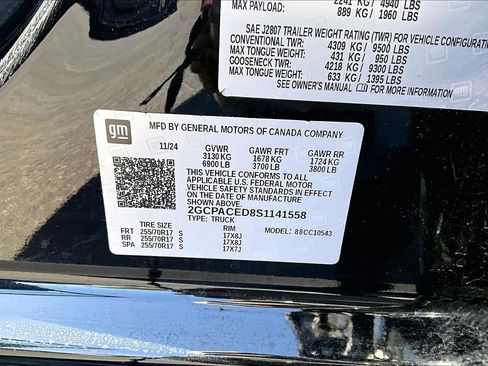 2241 KG / 4940 LBS
MAX PAYLOAD:
889 KG / 1960 LBS
SAE J2807 TRAILER WEIGHT RATING (TWR) FOR VEHICLE CONFIGURATION
CONVENTIONAL TWR: 4309 KG / 9500 LBS
MAX TONGUE WEIGHT: 431 KG / 950 LBS
GOOSENECK TWR: 4218 KG / 9300 LBS
MAX TONGUE WEIGHT: 633 KG / 1395 LBS
SEE OWNER'S MANUAL FOR ADDITIONAL
gm
MFD BY GENERAL MOTORS OF CANADA COMPANY
11/24 GVWR GAWR FRT GAWR RR
3130 KG 1678 KG 1724 KG
6900 LB 3700 LB 3800 LB
THIS VEHICLE CONFORMS TO ALL
APPLICABLE U.S. FEDERAL MOTOR
VEHICLE SAFETY STANDARDS IN EFFECT
ON THE DATE OF MANUFACTURE
SHOWN ABOVE.
2GCPACED8S1141558
TYPE: TRUCK
TIRE SIZE RIM MODEL: 88CC10543
FRT 255/70R17 S 17X8J
RR 255/70R17 S 17X8J
SPA 255/70R17 S 17X7J